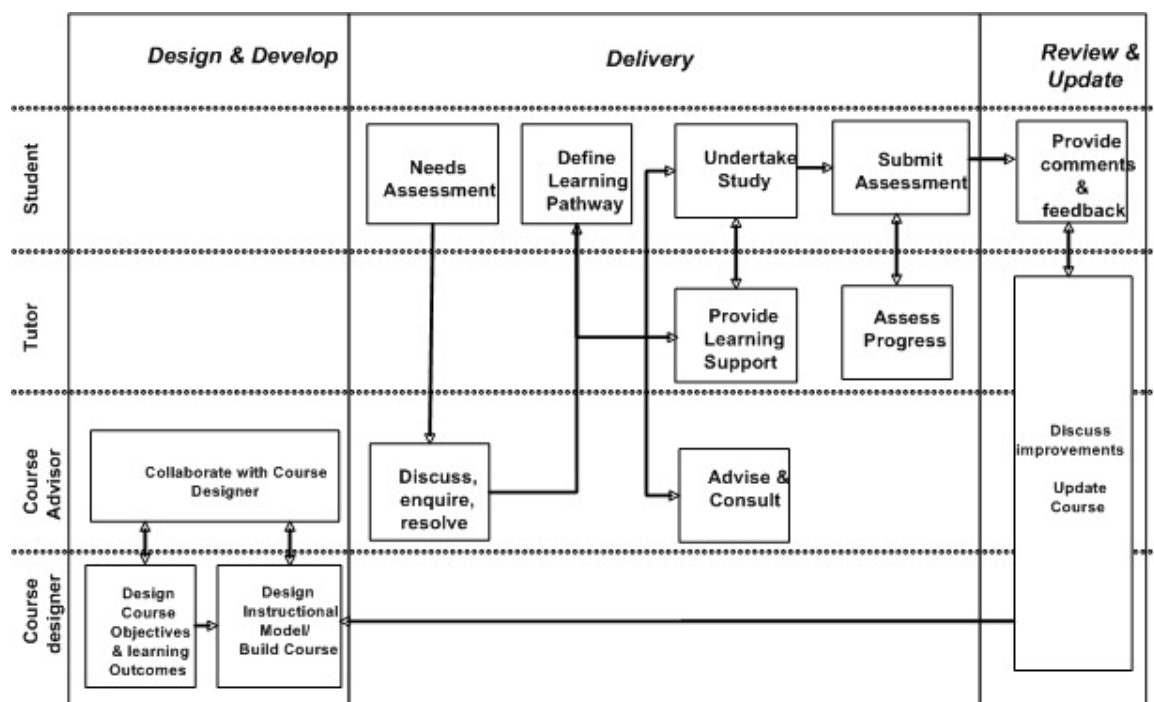 Design & Develop
Delivery
Review &
Update
Student
Needs
Assessment
Define
Learning
Pathway
Undertake
Study
Submit
Assessment
Provide
comments
&
feedback
Tutor
Provide
Learning
Support
Assess
Progress
Course
Advisor
Collaborate with Course
Designer
Discuss,
enquire,
resolve
Advise &
Consult
Discuss
improvements
Update
Course
Course
designer
Design
Course
Objectives
& learning
Outcomes
Design
Instructional
Model/
Build Course